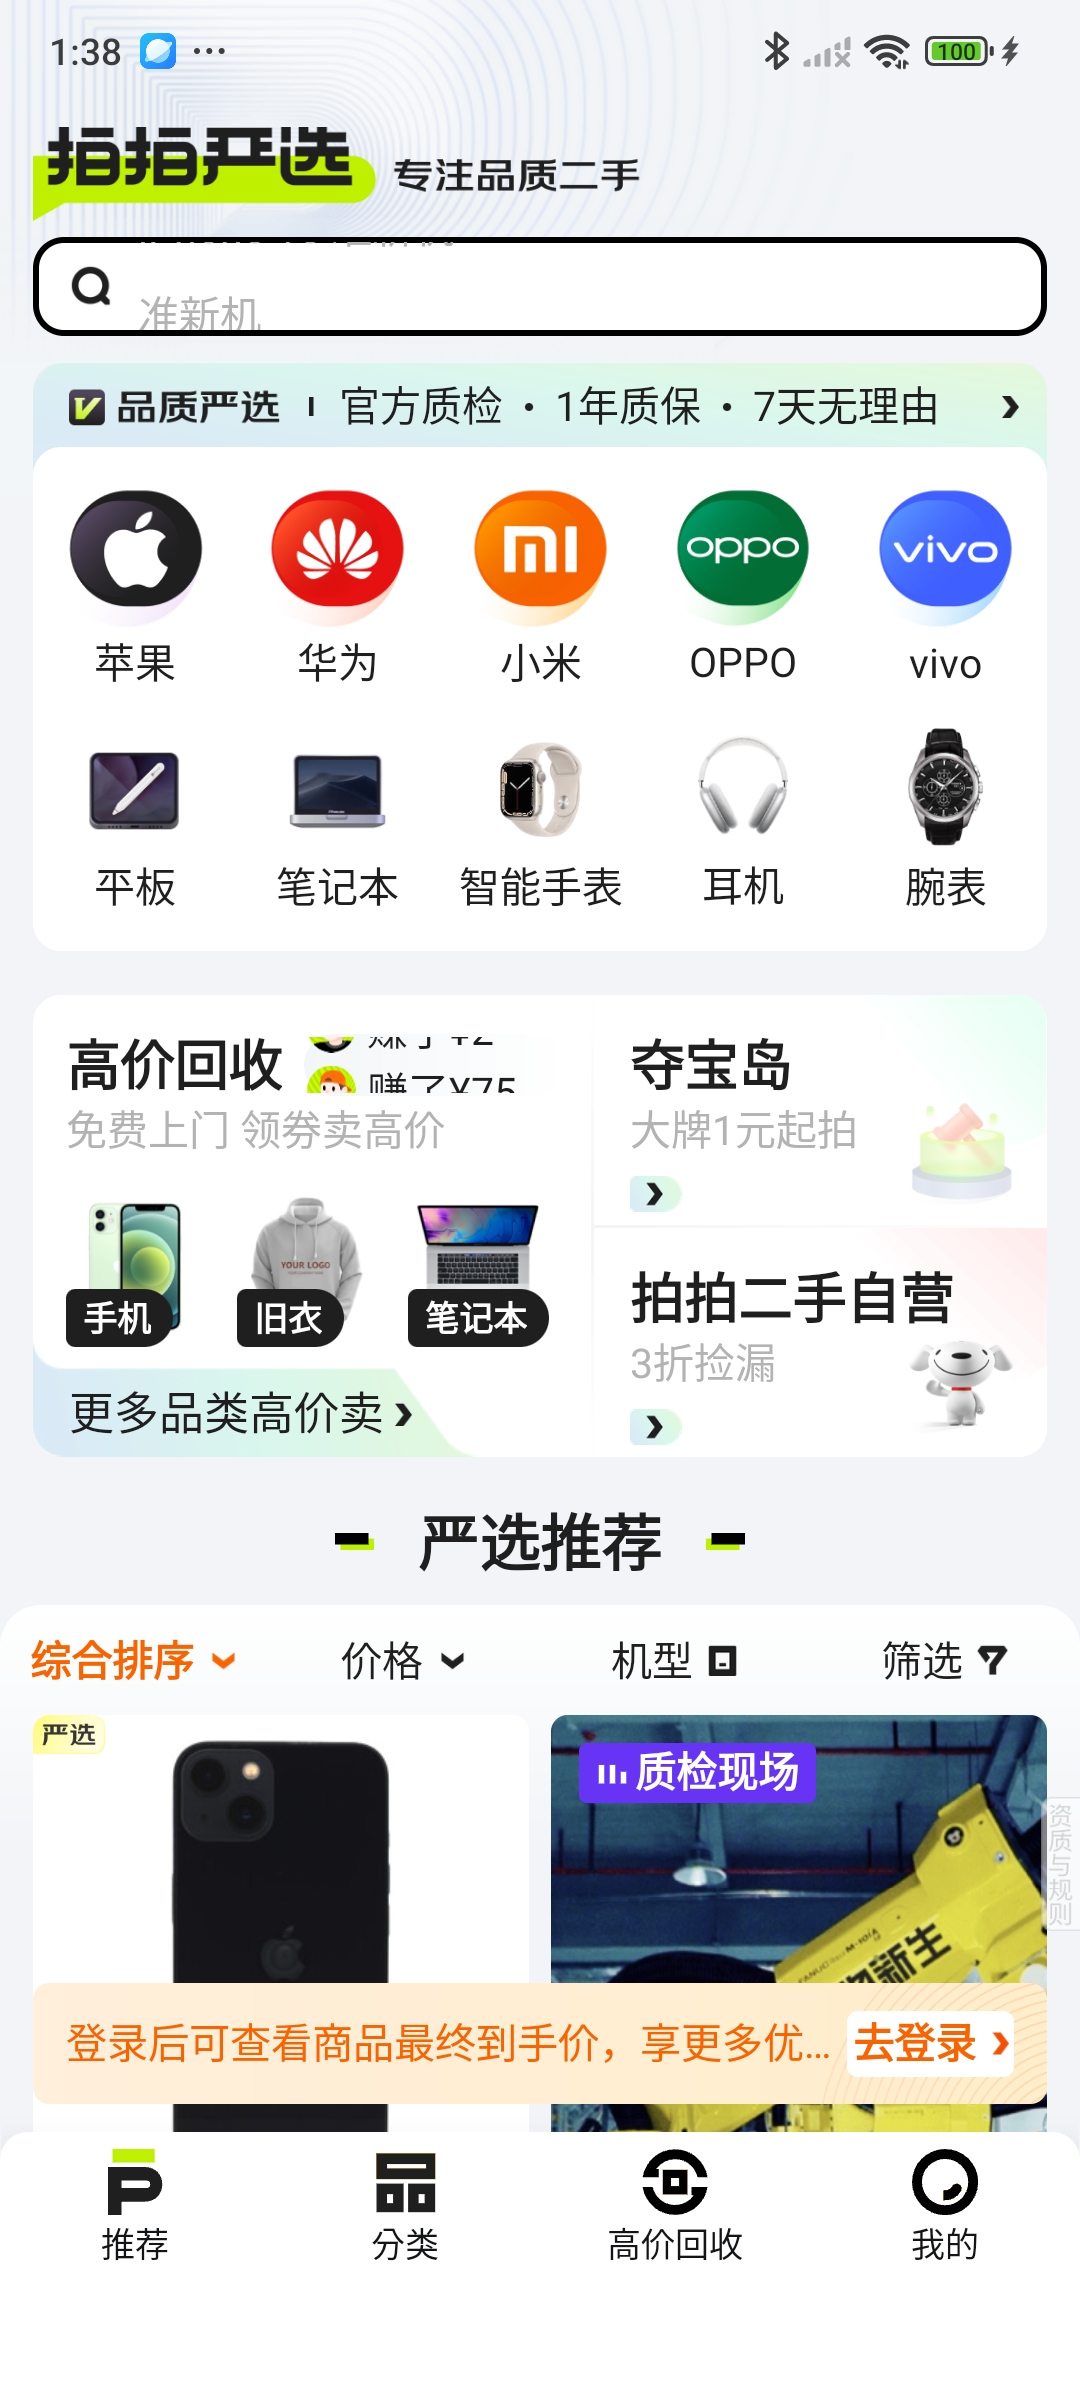 1:38
100
拍拍严选 专注品质二手
准新机
品质严选 官方质检 · 1年质保 · 7天无理由
oppo
vivo
苹果 华为 小米 OPPO vivo
平板 笔记本 智能手表 耳机 腕表
高价回收
赚了¥75
免费上门 领券卖高价
YOUR LOGO
手机 旧衣 笔记本
更多品类高价卖
夺宝岛
大牌1元起拍
拍拍二手自营
3折捡漏
严选推荐
综合排序 价格 机型 筛选
严选
质检现场
资质与规则
新生
登录后可查看商品最终到手价，享更多优... 去登录
推荐 分类 高价回收 我的